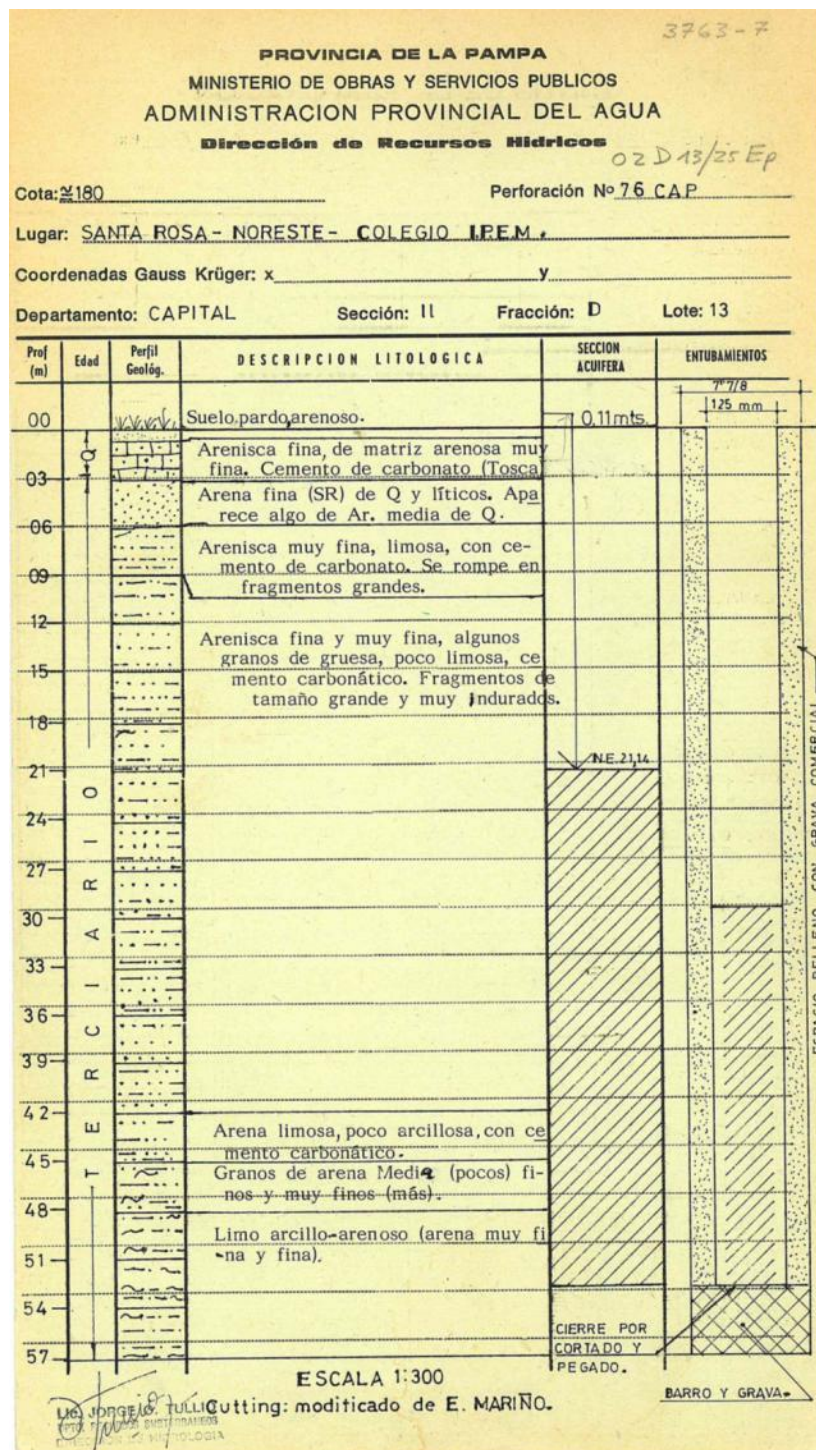 3763-7
PROVINCIA DE LA PAMPA
MINISTERIO DE OBRAS Y SERVICIOS PUBLICOS
ADMINISTRACION PROVINCIAL DEL AGUA
Dirección de Recursos Hídricos
02 D 13/25 Ep
Cota: ≅180 Perforación Nº 76 CAP
Lugar: SANTA ROSA - NORESTE - COLEGIO I.P.E.M.
Coordenadas Gauss Krüger: x y
Departamento: CAPITAL Sección: II Fracción: D Lote: 13
Prof (m) Edad Perfil Geológ. DESCRIPCION LITOLOGICA SECCION ACUIFERA ENTUBAMIENTOS
7" 7/8
125 mm
00 Suelo pardo, arenoso. 0.11 mts.
Q
Arenisca fina, de matriz arenosa muy
fina. Cemento de carbonato (Tosca
03
Arena fina (SR) de Q y líticos. Apa
rece algo de Ar. media de Q.
06
Arenisca muy fina, limosa, con ce-
mento de carbonato. Se rompe en
09
fragmentos grandes.
12
Arenisca fina y muy fina, algunos
granos de gruesa, poco limosa, ce
15
mento carbonático. Fragmentos de
tamaño grande y muy indurados.
18
N.E. 21,14
21
24
27
30
33
36
39
42
TERCIARIO
ESPACIO RELLENO CON GRAVA COMERCIAL
Arena limosa, poco arcillosa, con ce
mento carbonático.
45
Granos de arena Media (pocos) fi-
nos y muy finos (más).
48
Limo arcillo-arenoso (arena muy fi
-na y fina).
51
54
57
CIERRE POR
CORTADO Y
PEGADO.
BARRO Y GRAVA.
ESCALA 1:300
LIC. JORGE O. TULLIO
Cutting: moditicado de E. MARIÑO.